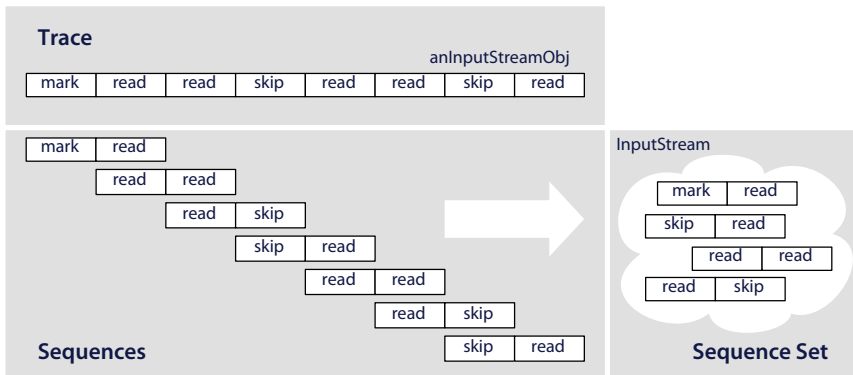 Trace
anInputStreamObj
mark read read skip read read skip read
mark read
read read
read skip
skip read
read read
read skip
skip read
Sequences
InputStream
mark read
skip read
read read
read skip
Sequence Set